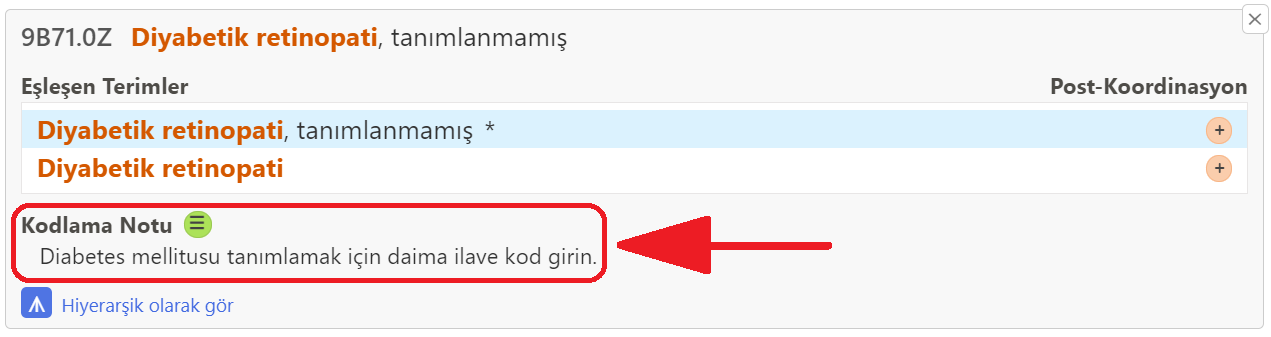 9B71.0Z Diyabetik retinopati, tanımlanmamış
Eşleşen Terimler Post-Koordinasyon
Diyabetik retinopati, tanımlanmamış * +
Diyabetik retinopati +
Kodlama Notu
Diabetes mellitusu tanımlamak için daima ilave kod girin.
Hiyerarşik olarak gör